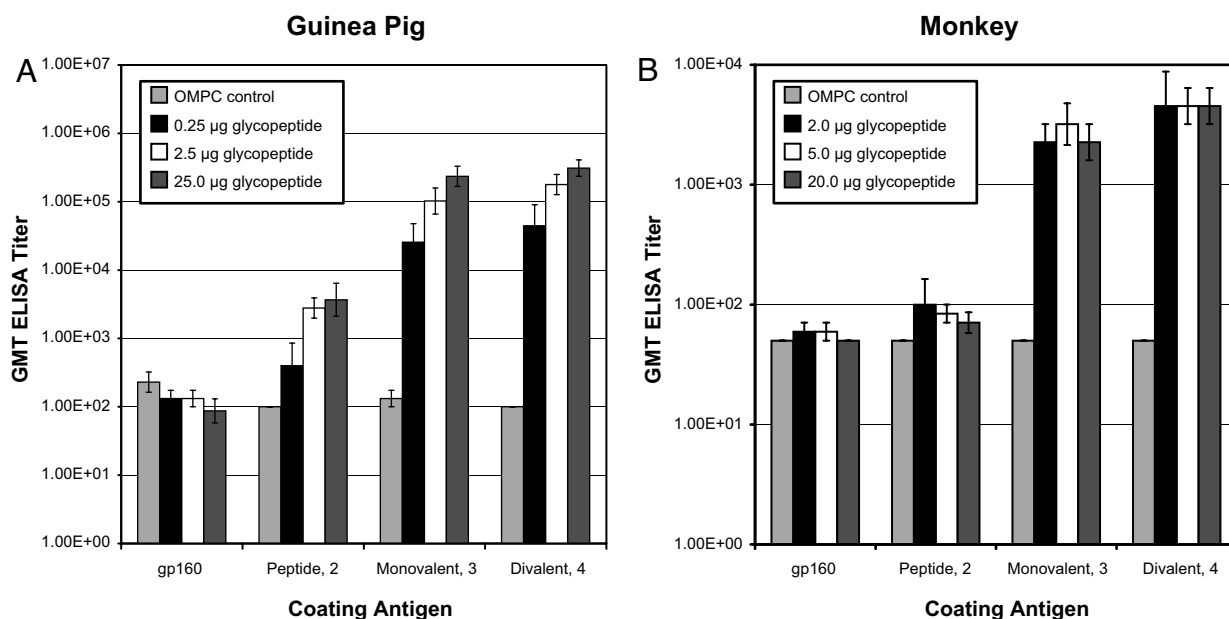 Guinea Pig
A
GMT ELISA Titer
1.00E+07
1.00E+06
1.00E+05
1.00E+04
1.00E+03
1.00E+02
1.00E+01
1.00E+00
OMPC control
0.25 µg glycopeptide
2.5 µg glycopeptide
25.0 µg glycopeptide
gp160 Peptide, 2 Monovalent, 3 Divalent, 4
Coating Antigen
Monkey
B
GMT ELISA Titer
1.00E+04
1.00E+03
1.00E+02
1.00E+01
1.00E+00
OMPC control
2.0 µg glycopeptide
5.0 µg glycopeptide
20.0 µg glycopeptide
gp160 Peptide, 2 Monovalent, 3 Divalent, 4
Coating Antigen